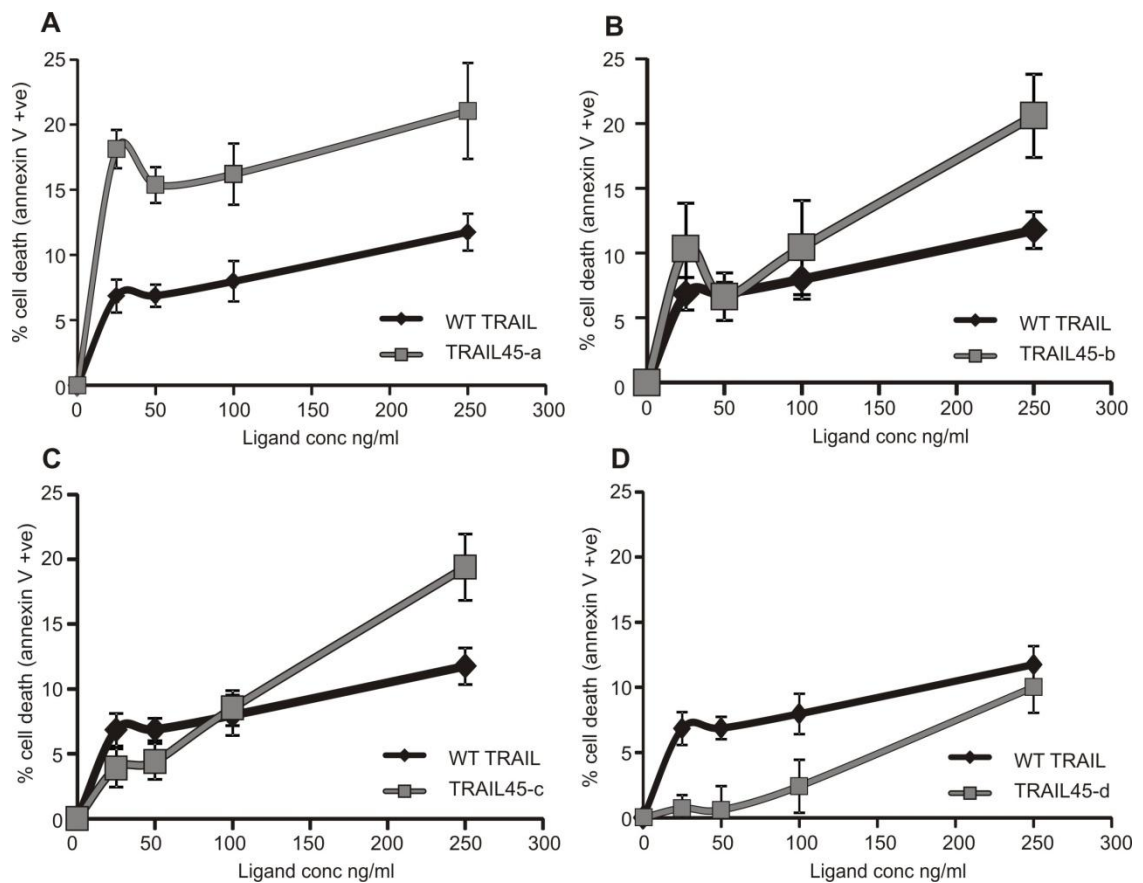 A
% cell death (annexin V +ve)
25
20
15
10
5
0
WT TRAIL
TRAIL45-a
0 50 100 150 200 250 300
Ligand conc ng/ml
B
% cell death (annexin V +ve)
25
20
15
10
5
0
WT TRAIL
TRAIL45-b
0 50 100 150 200 250 300
Ligand conc ng/ml
C
% cell death (annexin V +ve)
25
20
15
10
5
0
WT TRAIL
TRAIL45-c
0 50 100 150 200 250 300
Ligand conc ng/ml
D
% cell death (annexin V +ve)
25
20
15
10
5
0
WT TRAIL
TRAIL45-d
0 50 100 150 200 250 300
Ligand conc ng/ml